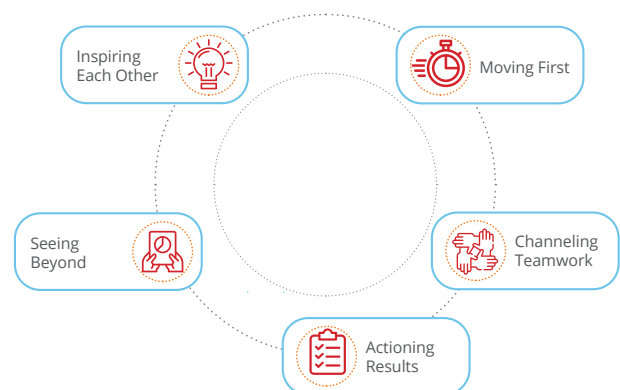 Inspiring
Each Other
Moving First
Seeing
Beyond
Channeling
Teamwork
Actioning
Results